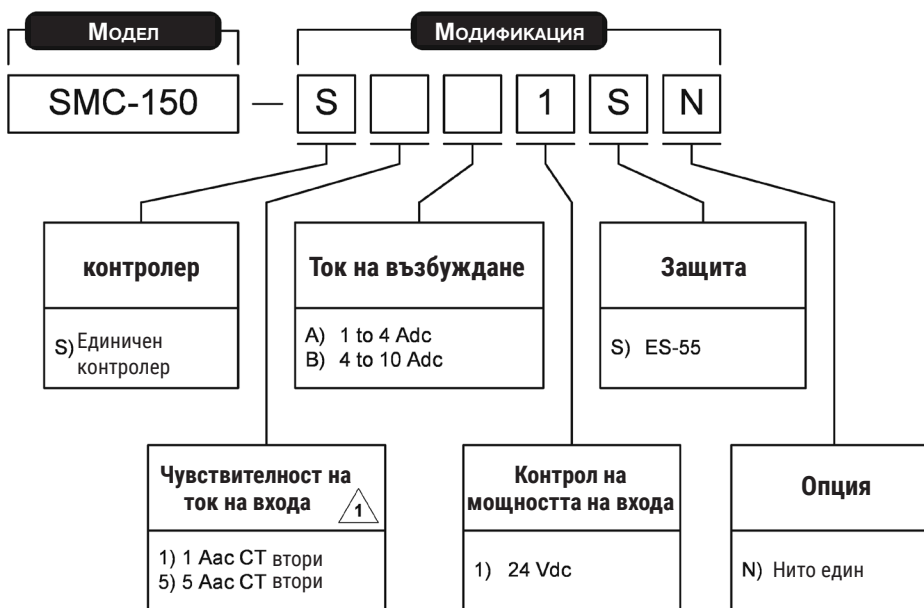 Модел
Модификация
SMC-150 — S 1 S N
контролер
S) Единичен
контролер
Ток на възбуждане
A) 1 to 4 Adc
B) 4 to 10 Adc
Защита
S) ES-55
Чувствителност на
ток на входа
1
1) 1 Aac CT втори
5) 5 Aac CT втори
Контрол на
мощността на входа
1) 24 Vdc
Опция
N) Нито един